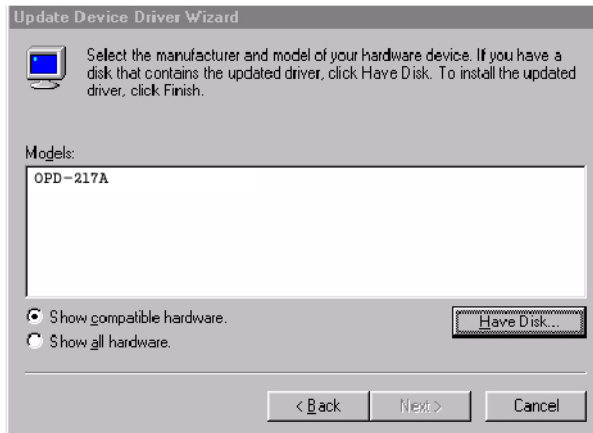 Update Device Driver Wizard
Select the manufacturer and model of your hardware device. If you have a
disk that contains the updated driver, click Have Disk. To install the updated
driver, click Finish.
Models:
OPD-217A
Show compatible hardware.
Have Disk...
Show all hardware.
< Back
Next >
Cancel